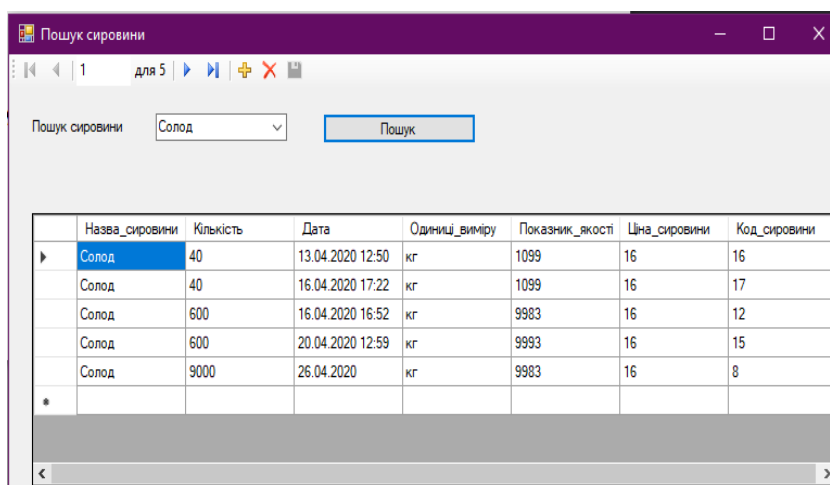 Пошук сировини
1 для 5
Пошук сировини Солод Пошук
Назва_сировини Кількість Дата Одиниці_виміру Показник_якості Ціна_сировини Код_сировини
Солод 40 13.04.2020 12:50 кг 1099 16 16
Солод 40 16.04.2020 17:22 кг 1099 16 17
Солод 600 16.04.2020 16:52 кг 9983 16 12
Солод 600 20.04.2020 12:59 кг 9993 16 15
Солод 9000 26.04.2020 кг 9983 16 8